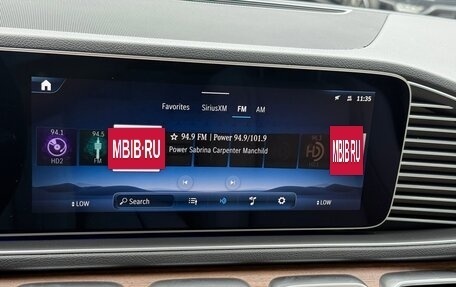 11:35
Favorites SiriusXM FM AM
94.1 94.5
☆ 94.9 FM | Power 94.9/101.9
HD2 FM
Power Sabrina Carpenter Manchild
MBIB.RU
MBIB.RU
LOW Search LOW